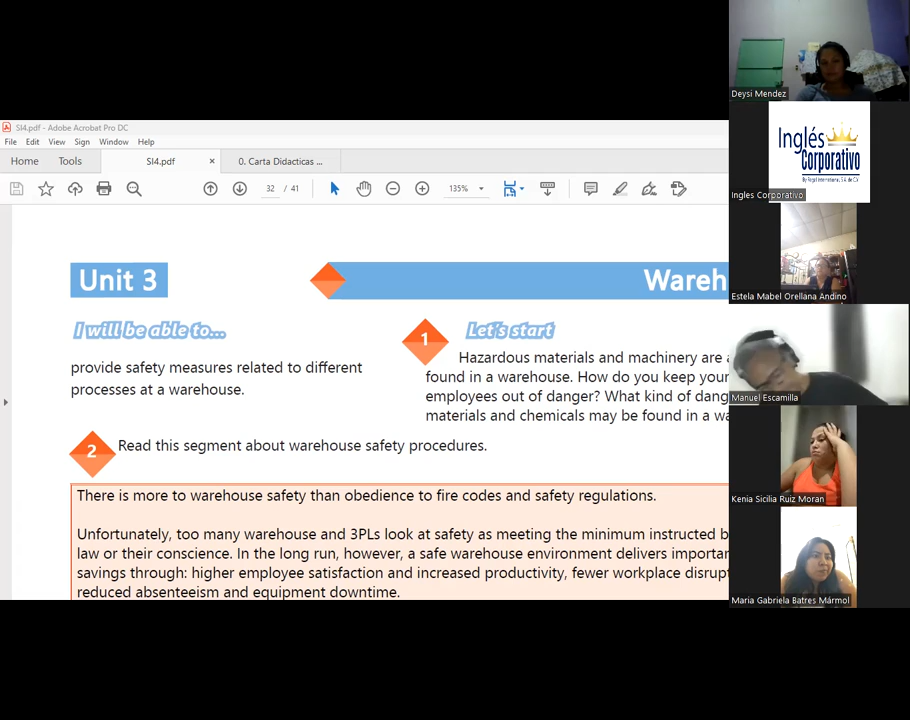 SI4.pdf - Adobe Acrobat Pro DC
File Edit View Sign Window Help
Home Tools SI4.pdf × 0. Carta Didacticas ...
32 / 41 135%
Unit 3
Wareh
I will be able to...
1 Let's start
provide safety measures related to different
processes at a warehouse.
Hazardous materials and machinery are
found in a warehouse. How do you keep your
employees out of danger? What kind of dang
materials and chemicals may be found in a wa
2 Read this segment about warehouse safety procedures.
There is more to warehouse safety than obedience to fire codes and safety regulations.
Unfortunately, too many warehouse and 3PLs look at safety as meeting the minimum instructed b
law or their conscience. In the long run, however, a safe warehouse environment delivers importan
savings through: higher employee satisfaction and increased productivity, fewer workplace disrupt
reduced absenteeism and equipment downtime.
Deysi Mendez
Inglés
Corporativo
Ingles Corporativo
Estela Mabel Orellana Andino
Manuel Escamilla
Kenia Sicilia Ruiz Moran
Maria Gabriela Batres Mármol